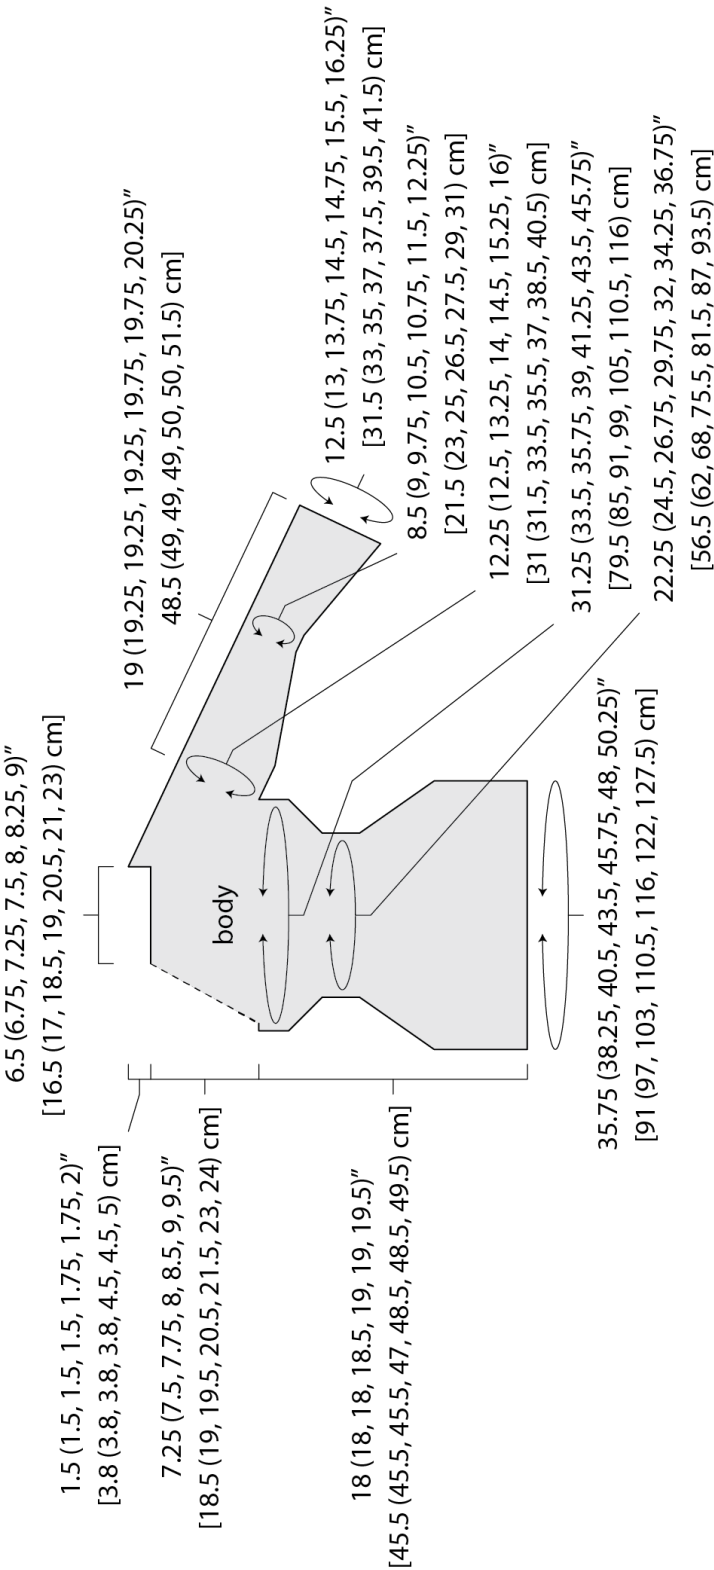 6.5 (6.75, 7.25, 7.5, 8, 8.25, 9)”
[16.5 (17, 18.5, 19, 20.5, 21, 23) cm]
19 (19.25, 19.25, 19.25, 19.75, 19.75, 20.25)”
48.5 (49, 49, 49, 50, 50, 51.5) cm]
1.5 (1.5, 1.5, 1.5, 1.75, 1.75, 2)”
[3.8 (3.8, 3.8, 3.8, 4.5, 4.5, 5) cm]
7.25 (7.5, 7.75, 8, 8.5, 9, 9.5)”
[18.5 (19, 19.5, 20.5, 21.5, 23, 24) cm]
body
12.5 (13, 13.75, 14.5, 14.75, 15.5, 16.25)”
[31.5 (33, 35, 37, 37.5, 39.5, 41.5) cm]
8.5 (9, 9.75, 10.5, 10.75, 11.5, 12.25)”
[21.5 (23, 25, 26.5, 27.5, 29, 31) cm]
18 (18, 18, 18.5, 19, 19, 19.5)”
[45.5 (45.5, 45.5, 47, 48.5, 48.5, 49.5) cm]
12.25 (12.5, 13.25, 14, 14.5, 15.25, 16)”
[31 (31.5, 33.5, 35.5, 37, 38.5, 40.5) cm]
31.25 (33.5, 35.75, 39, 41.25, 43.5, 45.75)”
[79.5 (85, 91, 99, 105, 110.5, 116) cm]
22.25 (24.5, 26.75, 29.75, 32, 34.25, 36.75)”
[56.5 (62, 68, 75.5, 81.5, 87, 93.5) cm]
35.75 (38.25, 40.5, 43.5, 45.75, 48, 50.25)”
[91 (97, 103, 110.5, 116, 122, 127.5) cm]